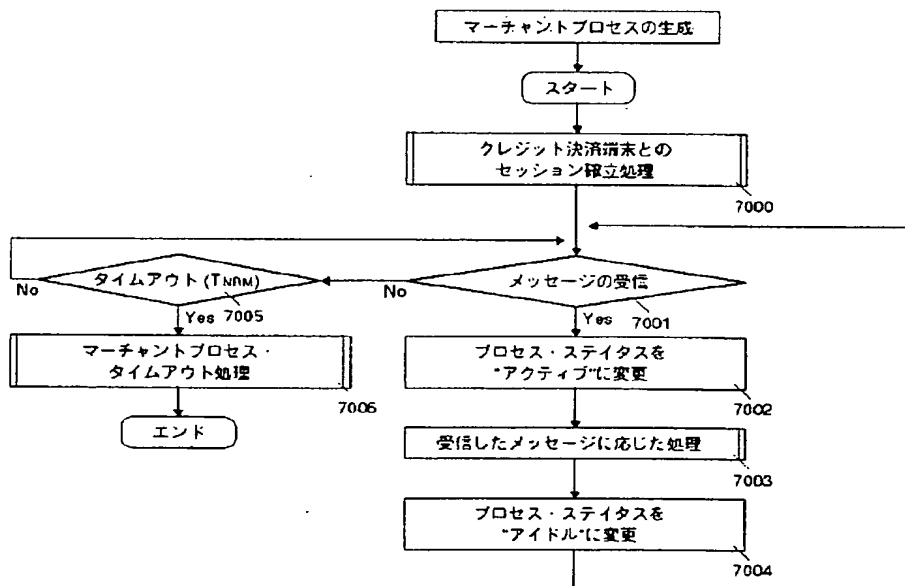 マーチャントプロセスの生成
スタート
クレジット決済端末との
セッション確立処理
7000
タイムアウト(TNOM)
No
7005
Yes
メッセージの受信
No
7001
Yes
マーチャントプロセス・
タイムアウト処理
7006
エンド
プロセス・ステイタスを
"アクティブ"に変更
7002
受信したメッセージに応じた処理
7003
プロセス・ステイタスを
"アイドル"に変更
7004